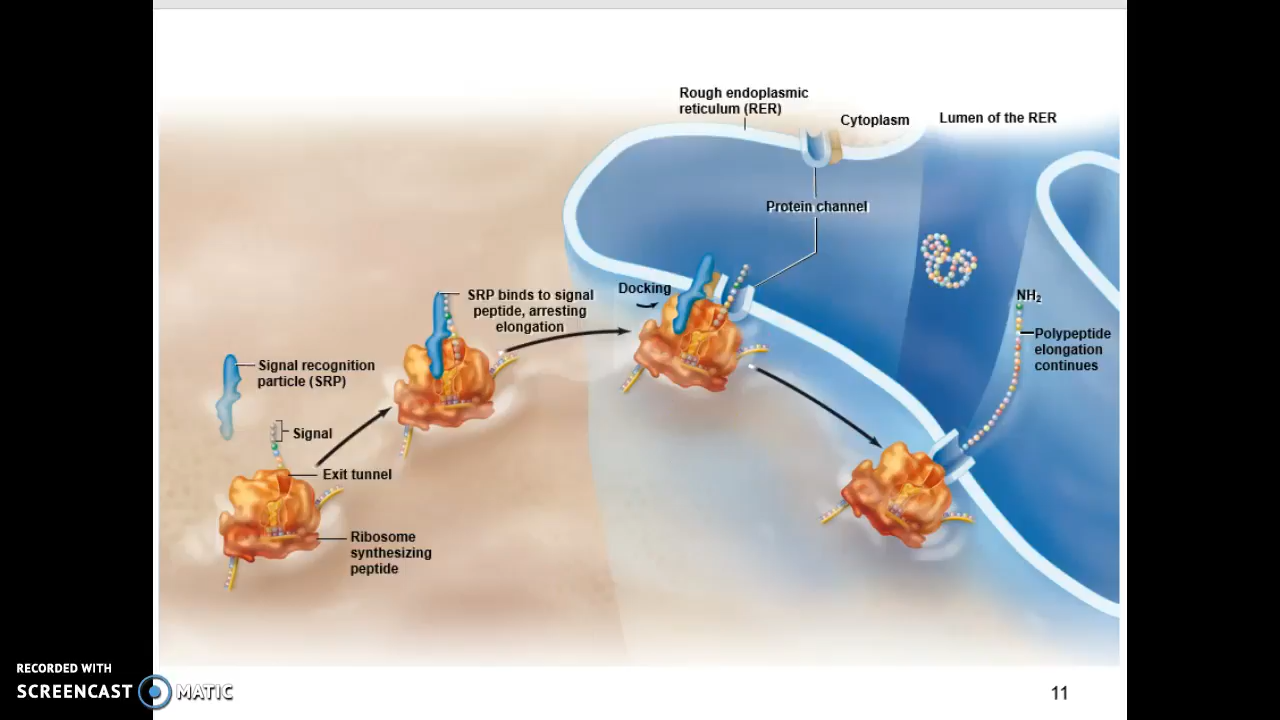 Rough endoplasmic
reticulum (RER)
Cytoplasm
Lumen of the RER
Protein channel
Docking
SRP binds to signal
peptide, arresting
elongation
NH₂
Polypeptide
elongation
continues
Signal recognition
particle (SRP)
Signal
Exit tunnel
Ribosome
synthesizing
peptide
RECORDED WITH
SCREENCAST MATIC
11